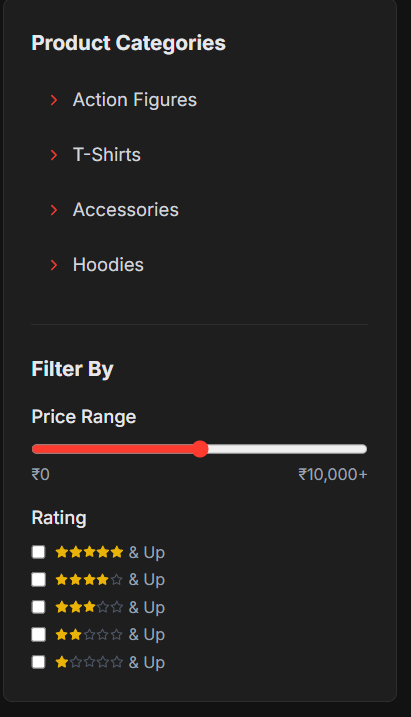 Product Categories
Action Figures
T-Shirts
Accessories
Hoodies
Filter By
Price Range
₹0 ₹10,000+
Rating
& Up
& Up
& Up
& Up
& Up